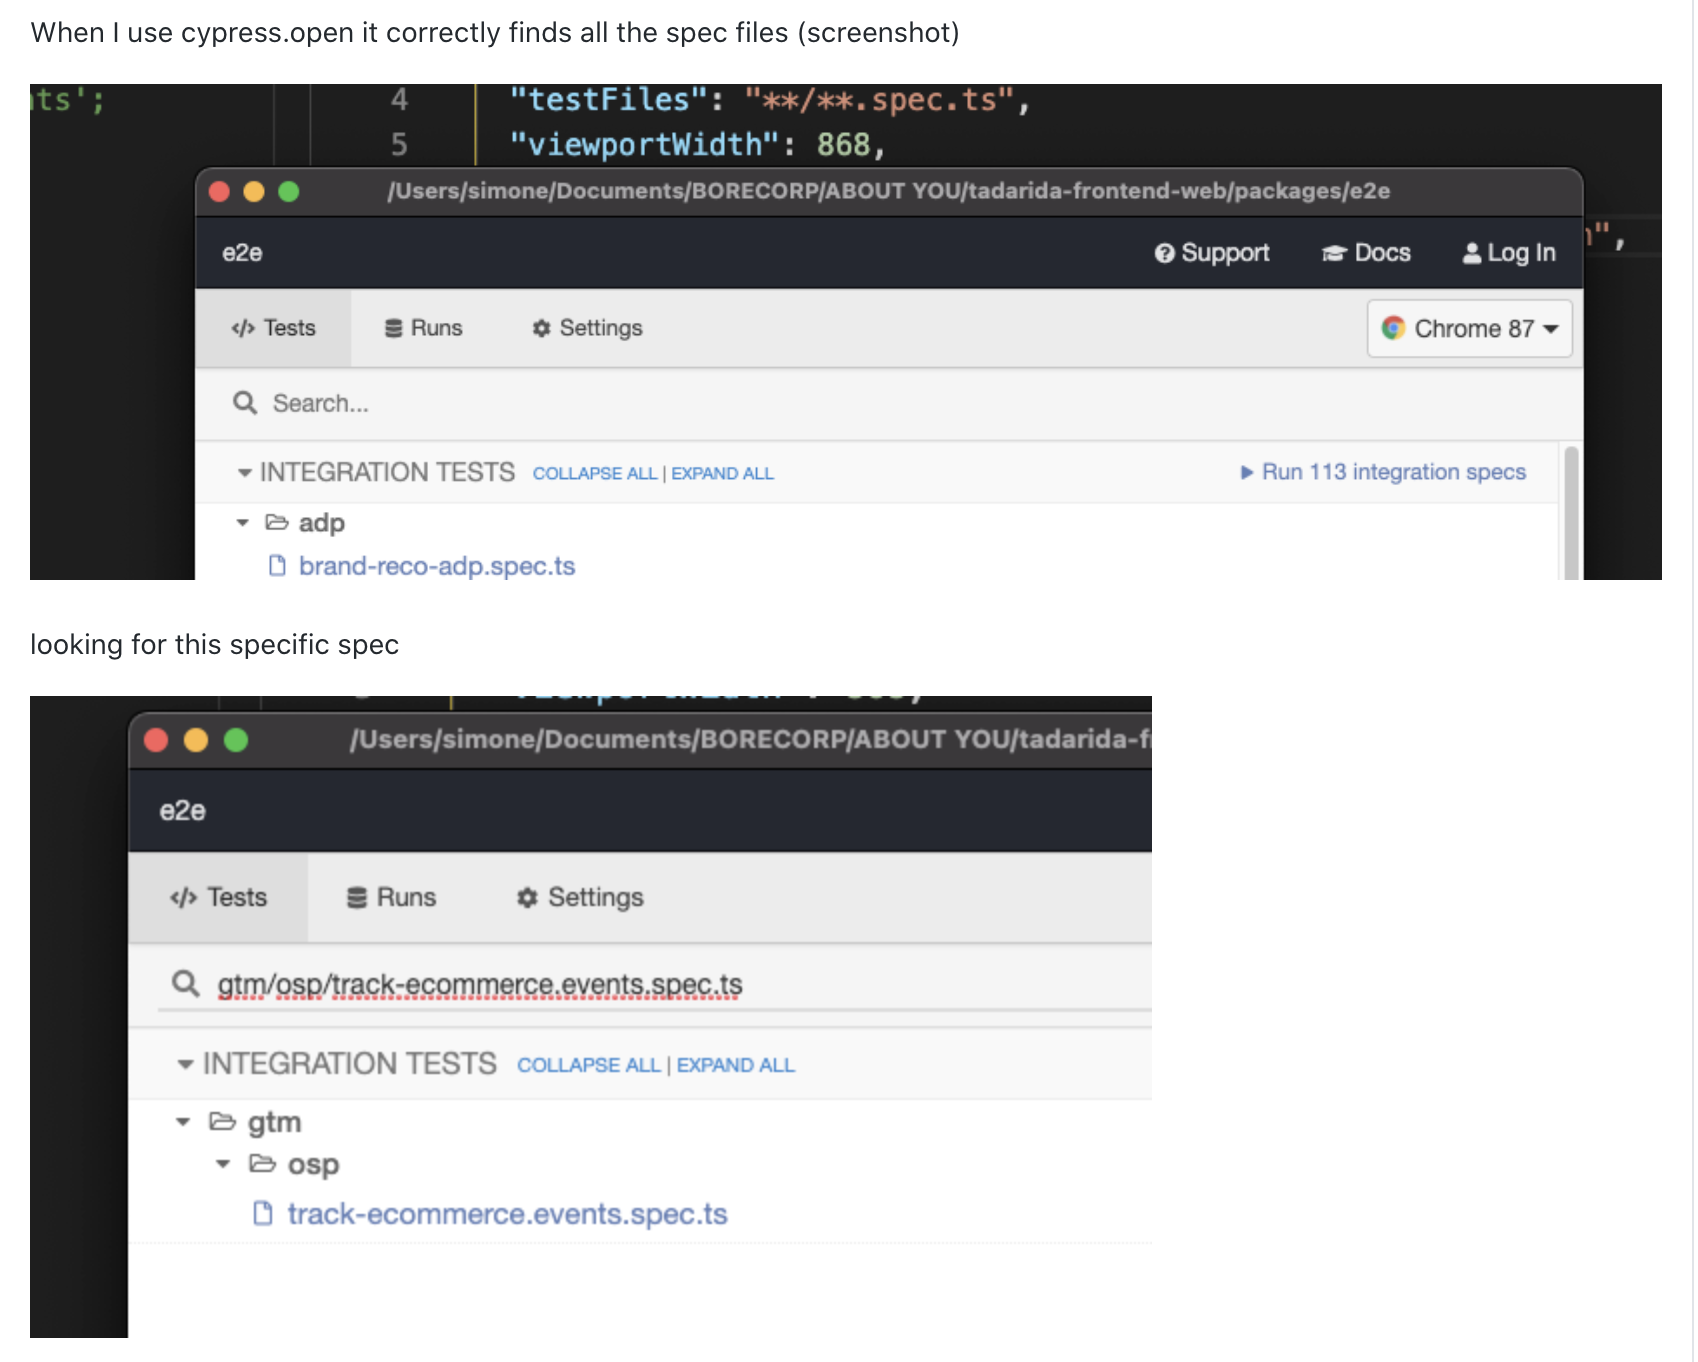 When I use cypress.open it correctly finds all the spec files (screenshot)
ts';
4 "testFiles": "**/**.spec.ts",
5 "viewportWidth": 868,
/Users/simone/Documents/BORECORP/ABOUT YOU/tadarida-frontend-web/packages/e2e
",
e2e Support Docs Log In
Tests Runs Settings Chrome 87
Search...
INTEGRATION TESTS COLLAPSE ALL | EXPAND ALL Run 113 integration specs
adp
brand-reco-adp.spec.ts
looking for this specific spec
/Users/simone/Documents/BORECORP/ABOUT YOU/tadarida-f
e2e
Tests Runs Settings
gtm/osp/track-ecommerce.events.spec.ts
INTEGRATION TESTS COLLAPSE ALL | EXPAND ALL
gtm
osp
track-ecommerce.events.spec.ts